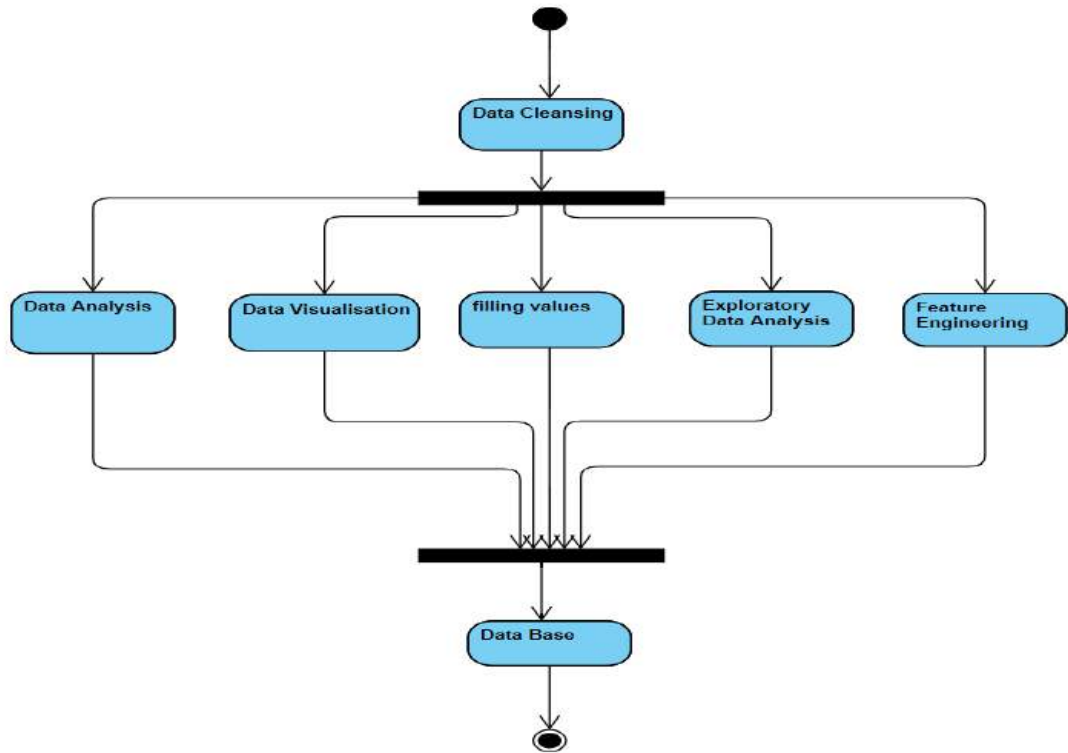 Data Cleansing
Data Analysis
Data Visualisation
filling values
Exploratory
Data Analysis
Feature
Engineering
Data Base